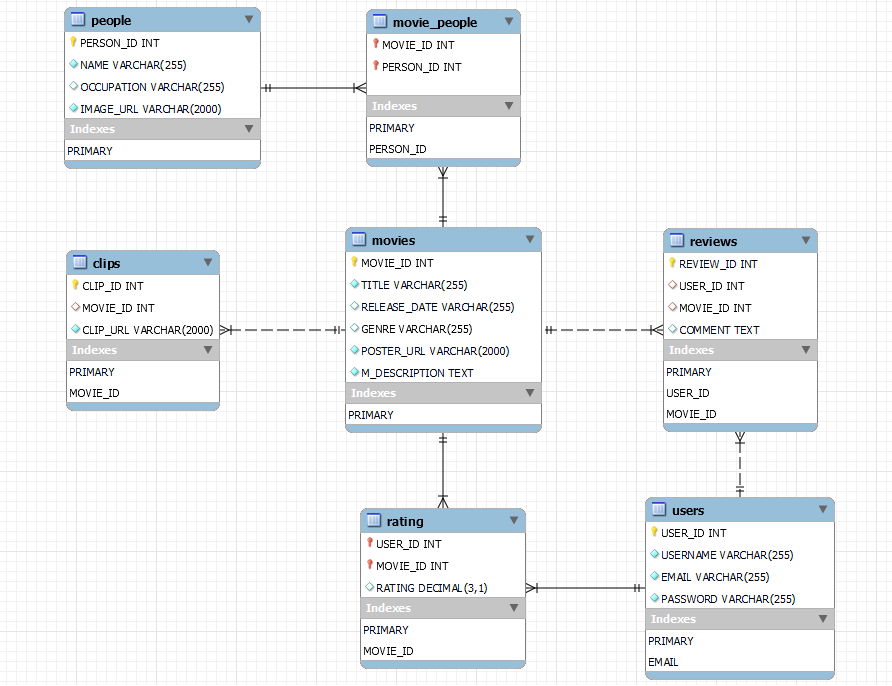 people
PERSON_ID INT
NAME VARCHAR(255)
OCCUPATION VARCHAR(255)
IMAGE_URL VARCHAR(2000)
Indexes
PRIMARY
movie_people
MOVIE_ID INT
PERSON_ID INT
Indexes
PRIMARY
PERSON_ID
clips
CLIP_ID INT
MOVIE_ID INT
CLIP_URL VARCHAR(2000)
Indexes
PRIMARY
MOVIE_ID
movies
MOVIE_ID INT
TITLE VARCHAR(255)
RELEASE_DATE VARCHAR(255)
GENRE VARCHAR(255)
POSTER_URL VARCHAR(2000)
M_DESCRIPTION TEXT
Indexes
PRIMARY
reviews
REVIEW_ID INT
USER_ID INT
MOVIE_ID INT
COMMENT TEXT
Indexes
PRIMARY
USER_ID
MOVIE_ID
rating
USER_ID INT
MOVIE_ID INT
RATING DECIMAL(3,1)
Indexes
PRIMARY
MOVIE_ID
users
USER_ID INT
USERNAME VARCHAR(255)
EMAIL VARCHAR(255)
PASSWORD VARCHAR(255)
Indexes
PRIMARY
EMAIL